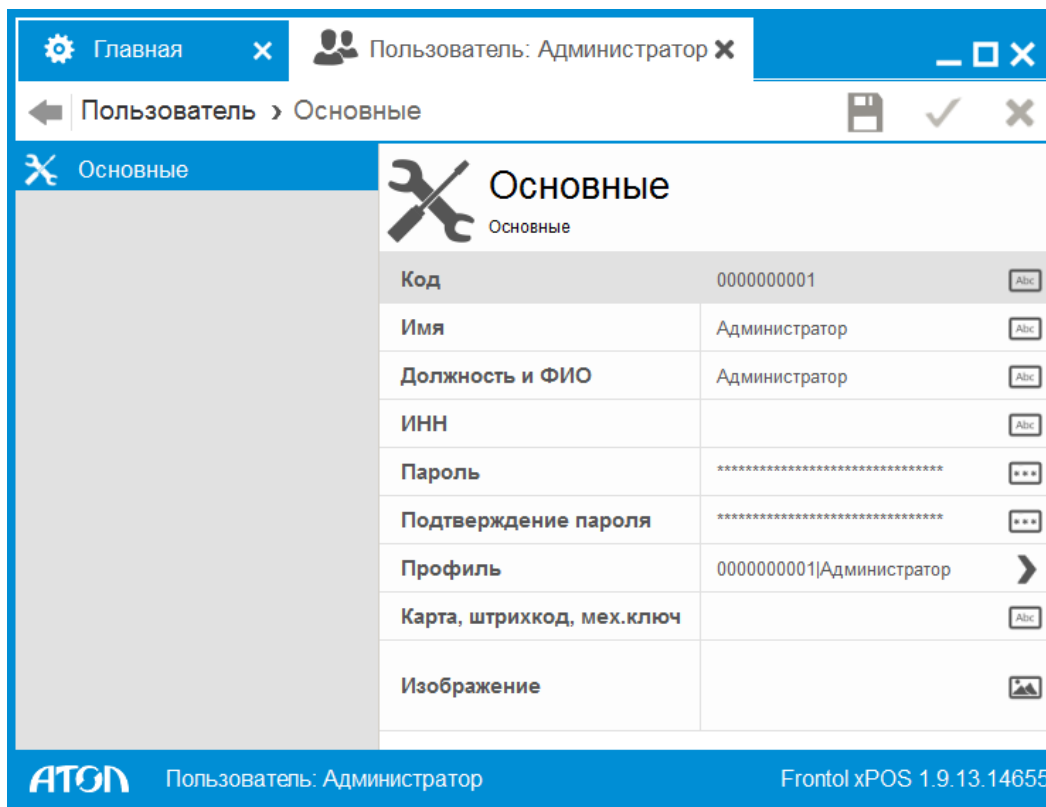 Главная
Пользователь: Администратор
Пользователь › Основные
Основные
Основные
Основные
Код 0000000001 Abc
Имя Администратор Abc
Должность и ФИО Администратор Abc
ИНН Abc
Пароль ********************************
Подтверждение пароля ********************************
Профиль 0000000001|Администратор
Карта, штрихкод, мех.ключ Abc
Изображение
АТОЛ Пользователь: Администратор Frontol xPOS 1.9.13.14655